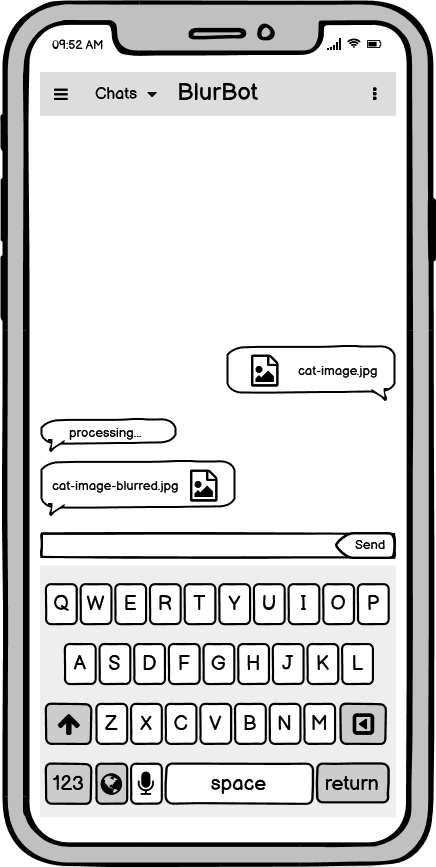 09:52 AM
Chats BlurBot
cat-image.jpg
processing...
cat-image-blurred.jpg
Send
Q W E R T Y U I O P
A S D F G H J K L
Z X C V B N M
123 space return